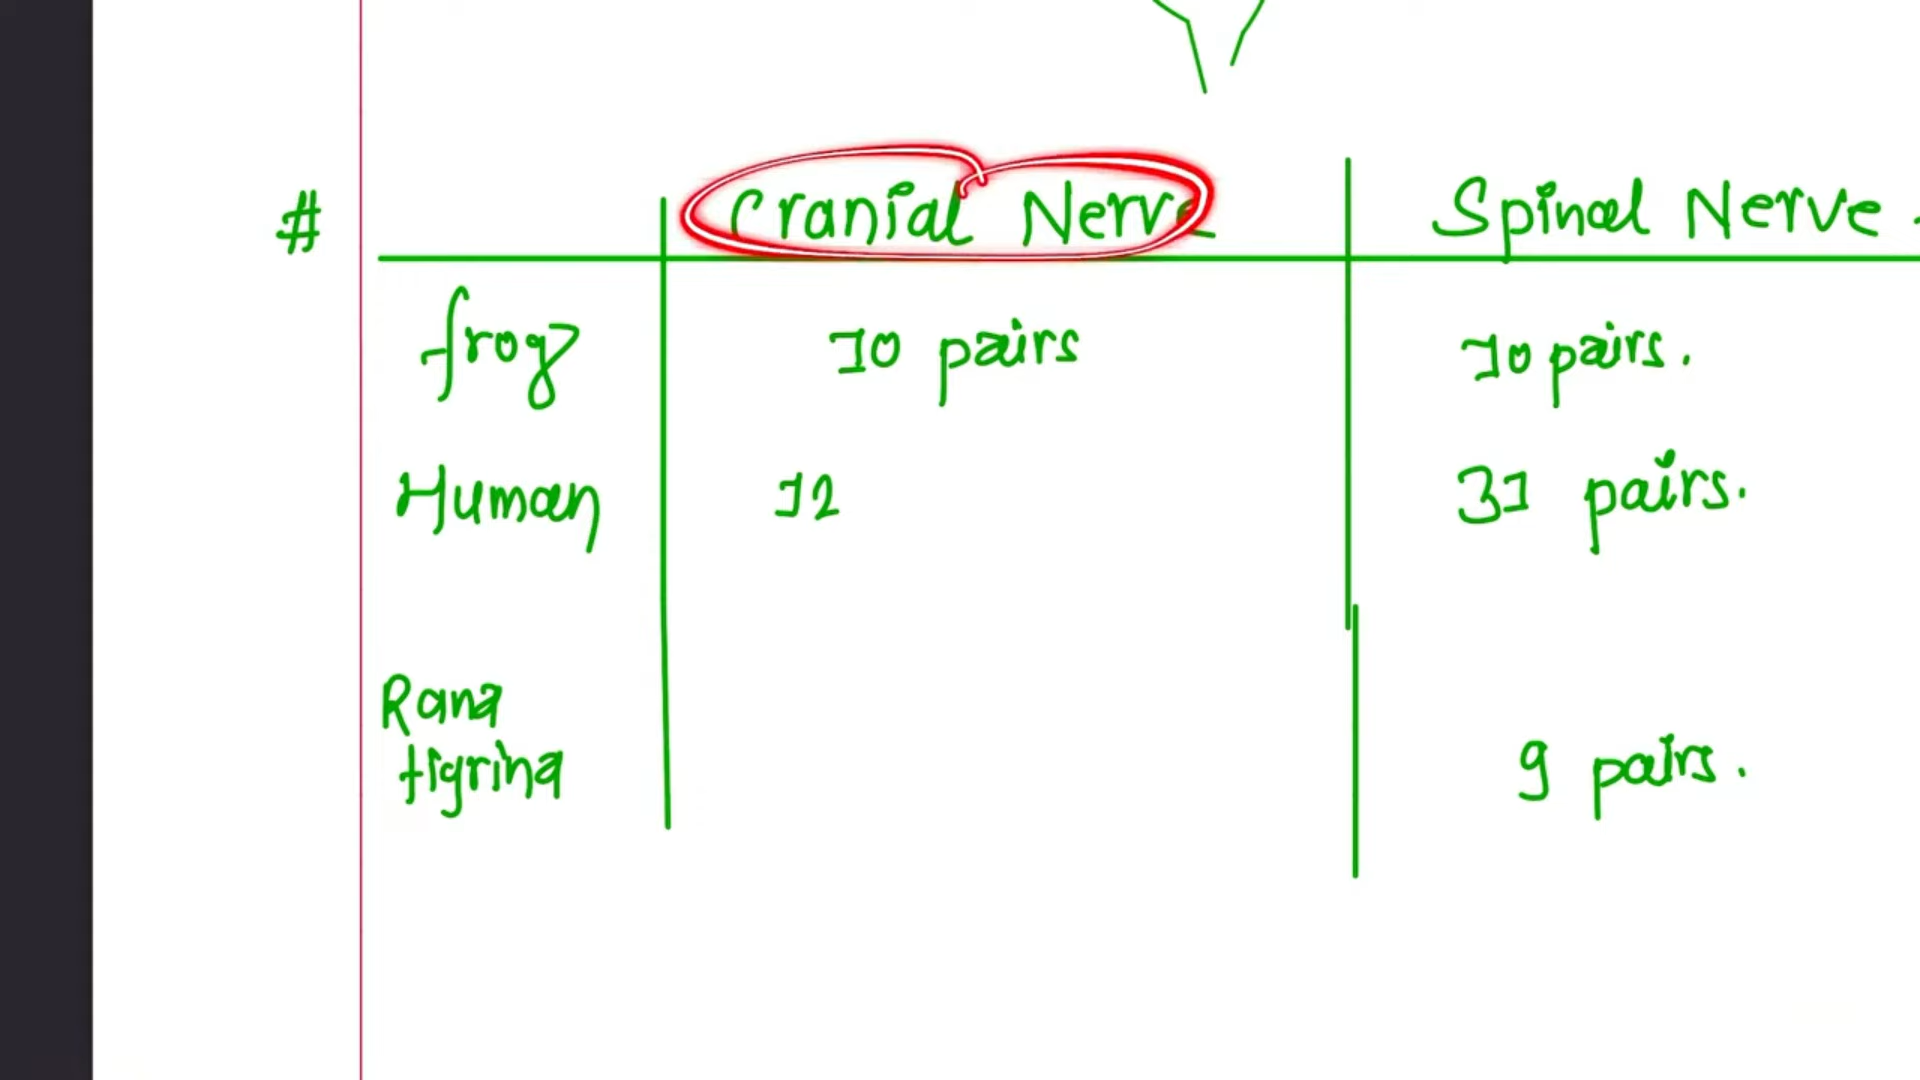 # Cranial Nerve Spinal Nerve
frog 10 pairs 10 pairs.
Human 12 31 pairs.
Rana
tigrina 9 pairs.